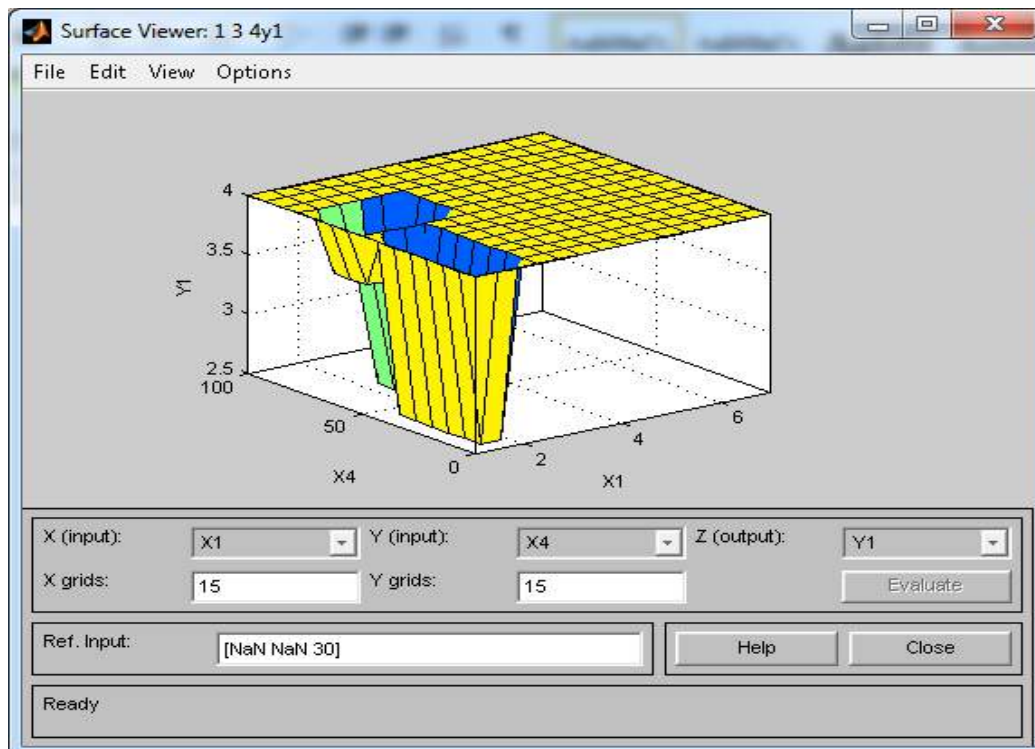 Surface Viewer: 1 3 4y1
File Edit View Options
4
3.5
3
2.5
Y1
100
50
0
X4
2
4
6
X1
X (input): X1 Y (input): X4 Z (output): Y1
X grids: 15 Y grids: 15 Evaluate
Ref. Input: [NaN NaN 30] Help Close
Ready